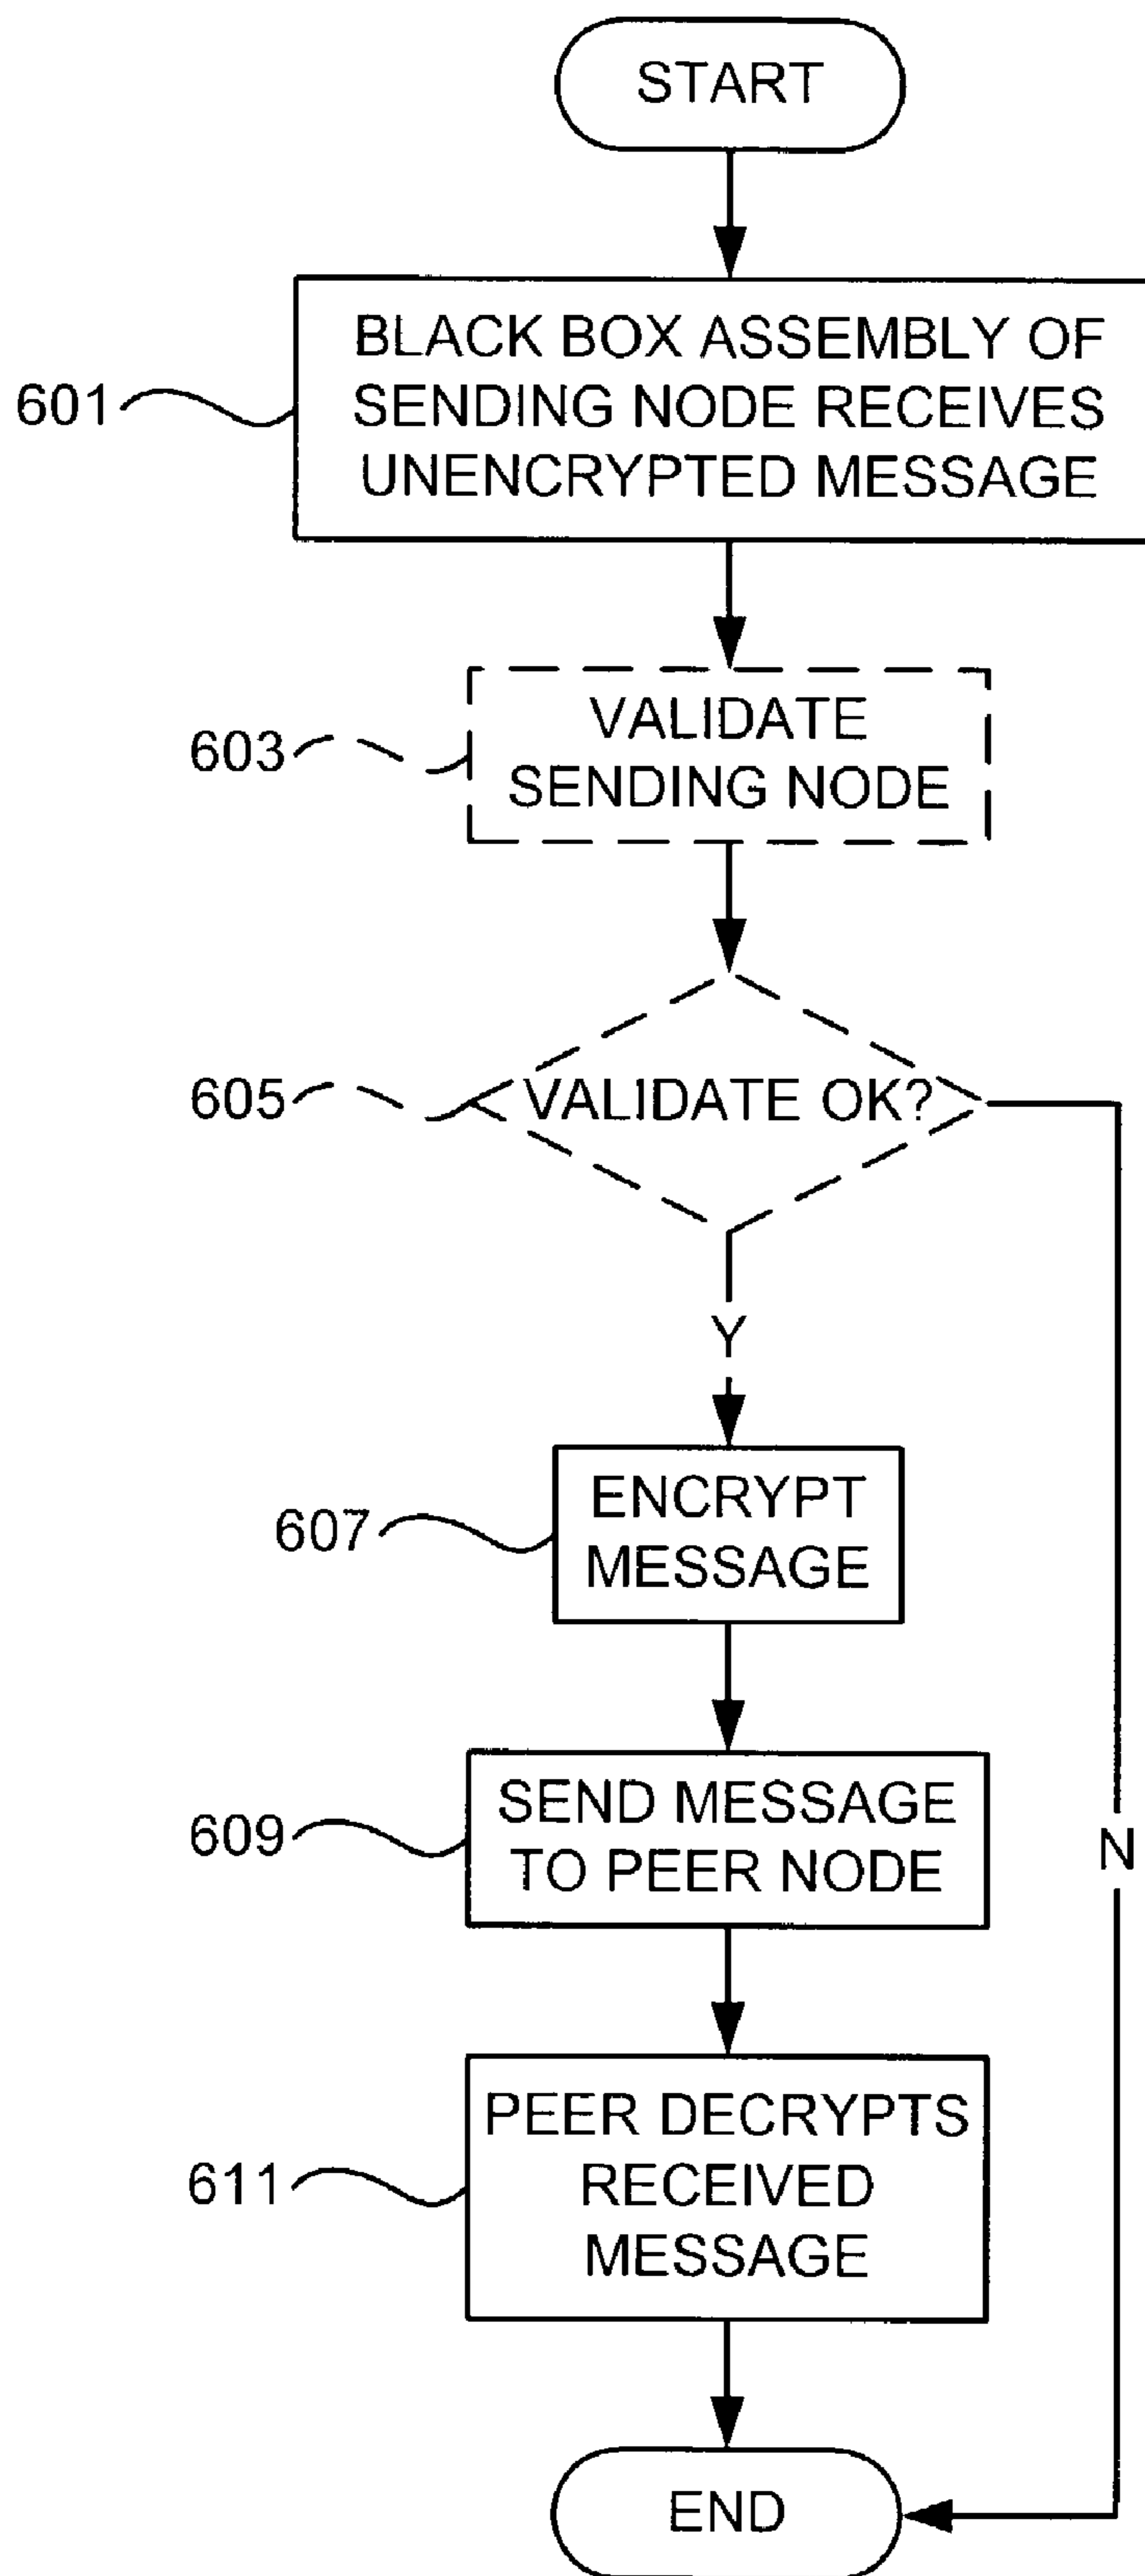 START
601
BLACK BOX ASSEMBLY OF
SENDING NODE RECEIVES
UNENCRYPTED MESSAGE
603
VALIDATE
SENDING NODE
605
VALIDATE OK?
Y
607
ENCRYPT
MESSAGE
609
SEND MESSAGE
TO PEER NODE
N
611
PEER DECRYPTS
RECEIVED
MESSAGE
END